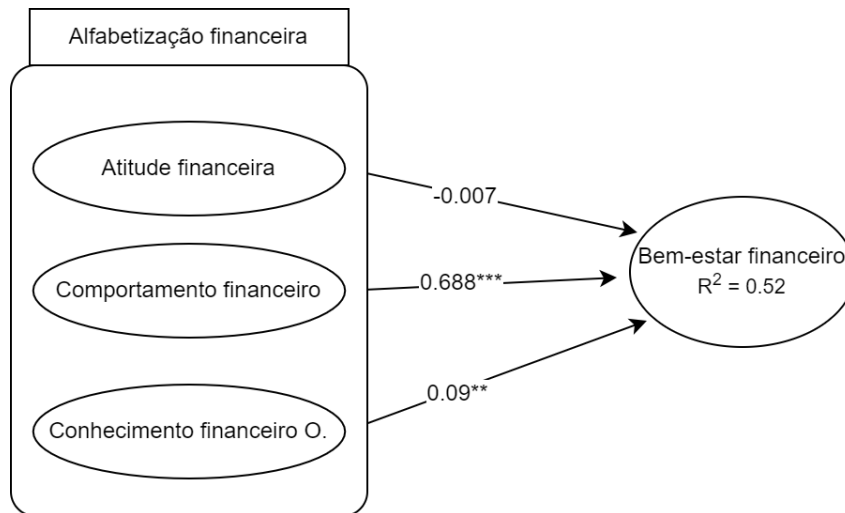 Alfabetização financeira
Atitude financeira
-0.007
Comportamento financeiro
0.688***
Bem-estar financeiro
R² = 0.52
Conhecimento financeiro O.
0.09**